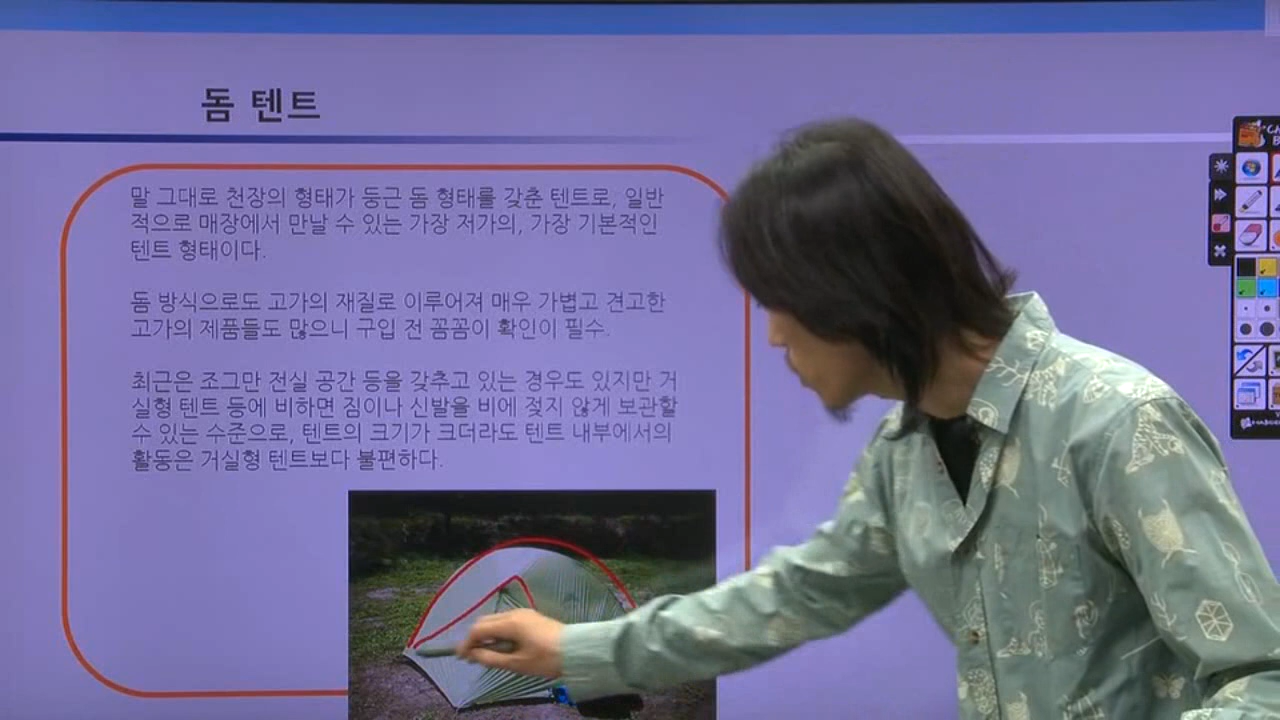 돔 텐트
말 그대로 천장의 형태가 둥근 돔 형태를 갖춘 텐트로, 일반
적으로 매장에서 만날 수 있는 가장 저가의, 가장 기본적인
텐트 형태이다.
돔 방식으로도 고가의 재질로 이루어져 매우 가볍고 견고한
고가의 제품들도 많으니 구입 전 꼼꼼이 확인이 필수.
최근은 조그만 전실 공간 등을 갖추고 있는 경우도 있지만 거
실형 텐트 등에 비하면 짐이나 신발을 비에 젖지 않게 보관할
수 있는 수준으로, 텐트의 크기가 크더라도 텐트 내부에서의
활동은 거실형 텐트보다 불편하다.